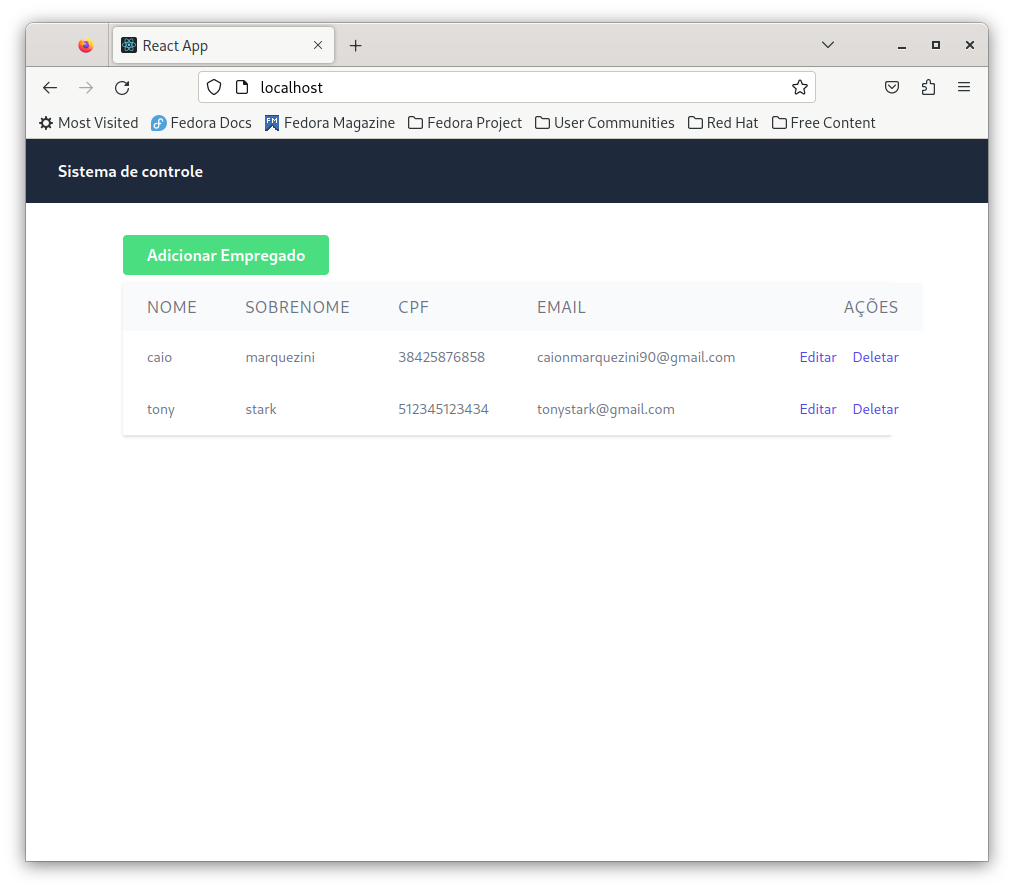 React App
localhost
Most Visited Fedora Docs Fedora Magazine Fedora Project User Communities Red Hat Free Content
Sistema de controle
Adicionar Empregado
NOME SOBRENOME CPF EMAIL AÇÕES
caio marquezini 38425876858 caionmarquezini90@gmail.com Editar Deletar
tony stark 512345123434 tonystark@gmail.com Editar Deletar